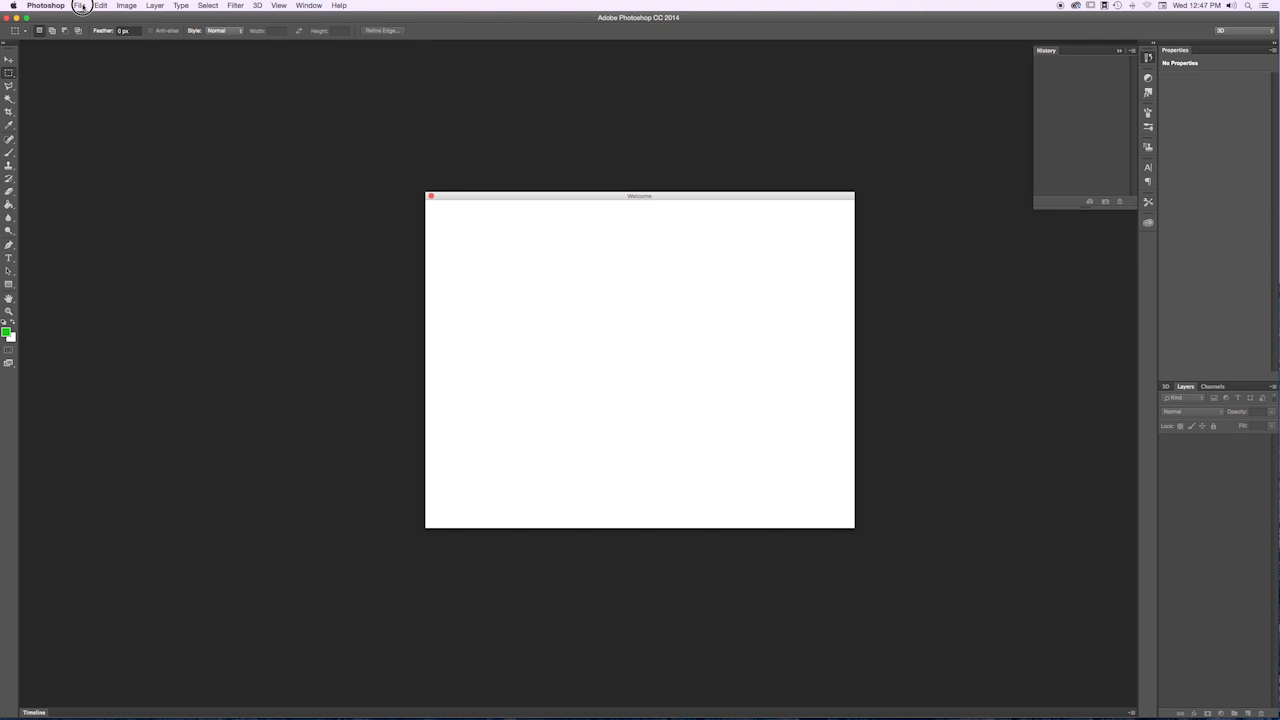 Photoshop File Edit Image Layer Type Select Filter 3D View Window Help Wed 12:47 PM
Adobe Photoshop CC 2014
Feather: 0 px Anti-alias Style: Normal Width: Height: Refine Edge... 3D
History
Properties
No Properties
Welcome
3D Layers Channels
Kind
Normal Opacity:
Lock: Fill:
Timeline